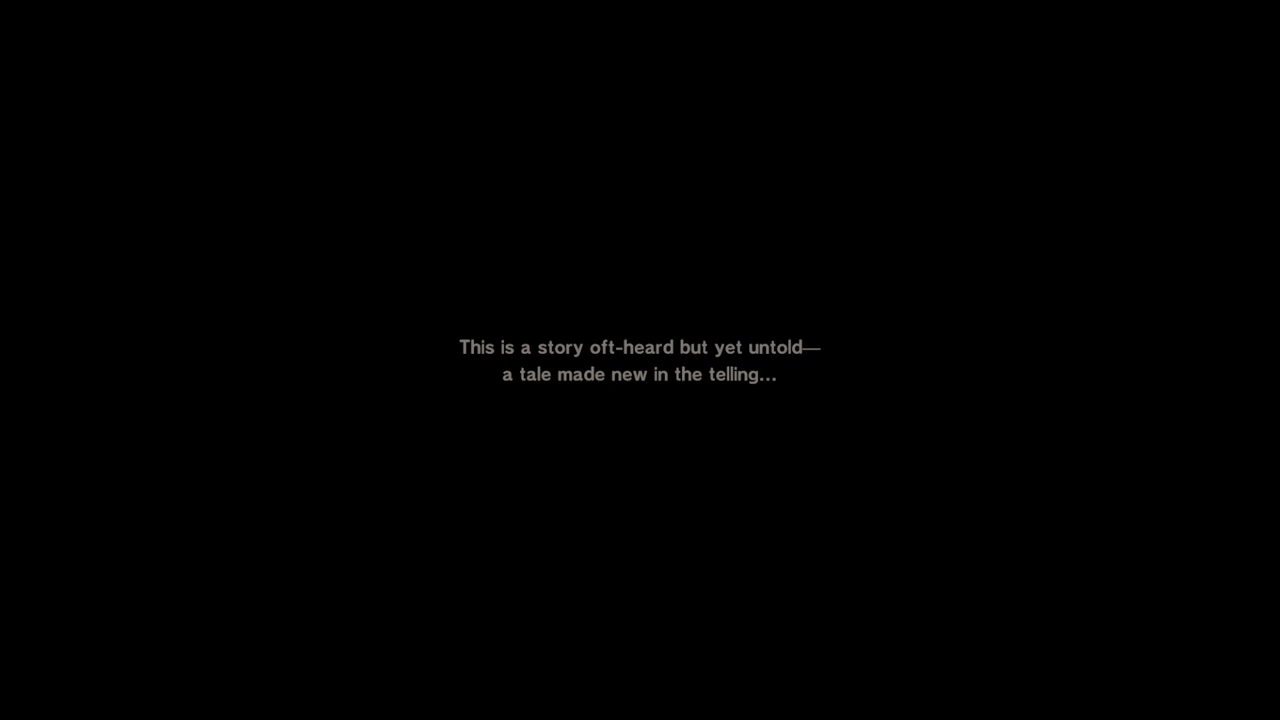 This is a story oft-heard but yet untold—
a tale made new in the telling...